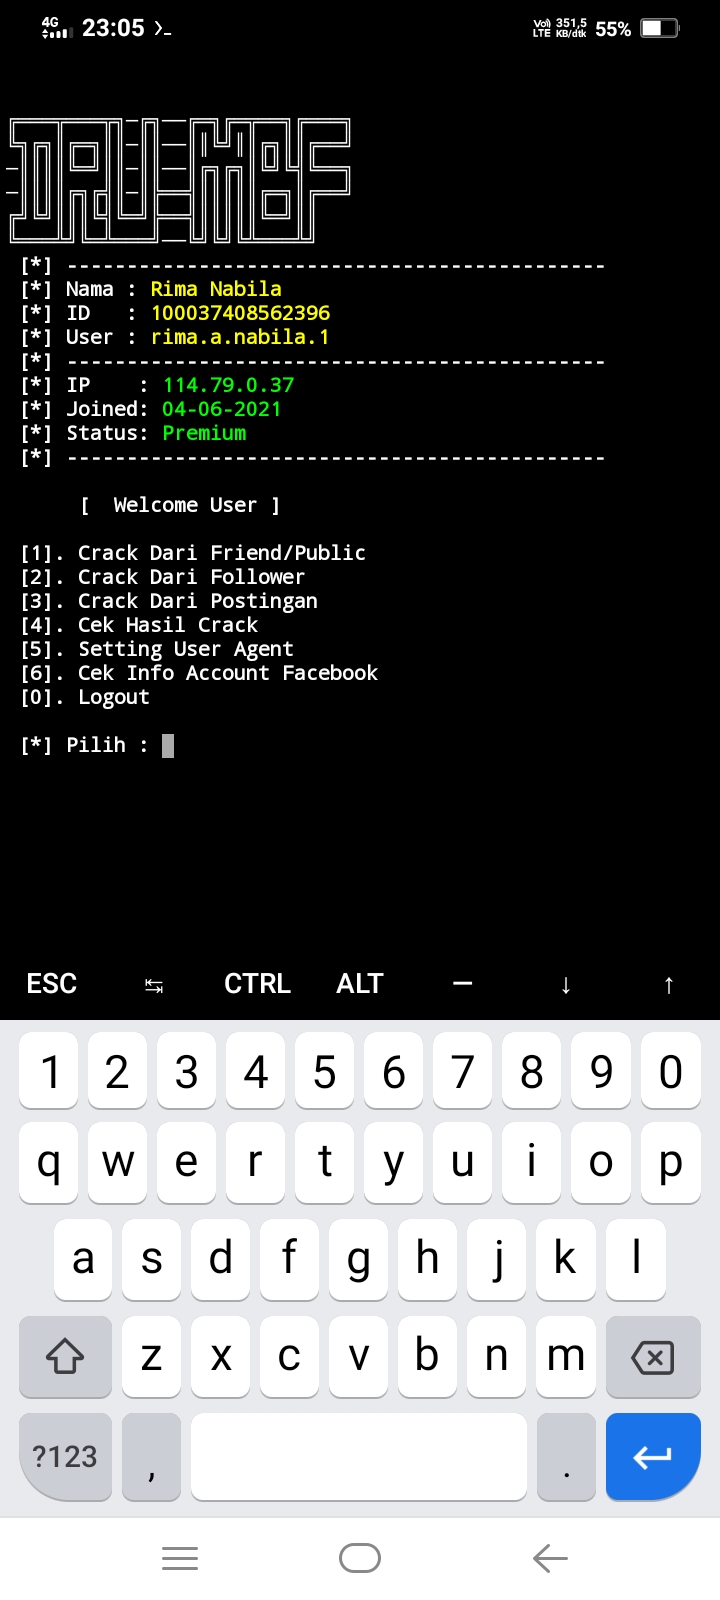 4G 23:05 Vo) LTE 351,5 KB/dtk 55%
[*] ---------------------------------------------
[*] Nama : Rima Nabila
[*] ID   : 100037408562396
[*] User : rima.a.nabila.1
[*] ---------------------------------------------
[*] IP    : 114.79.0.37
[*] Joined: 04-06-2021
[*] Status: Premium
[*] ---------------------------------------------
[  Welcome User ]
[1]. Crack Dari Friend/Public
[2]. Crack Dari Follower
[3]. Crack Dari Postingan
[4]. Cek Hasil Crack
[5]. Setting User Agent
[6]. Cek Info Account Facebook
[0]. Logout
[*] Pilih :
ESC ↹ CTRL ALT — ↓ ↑
1 2 3 4 5 6 7 8 9 0
q w e r t y u i o p
a s d f g h j k l
z x c v b n m
?123 , .